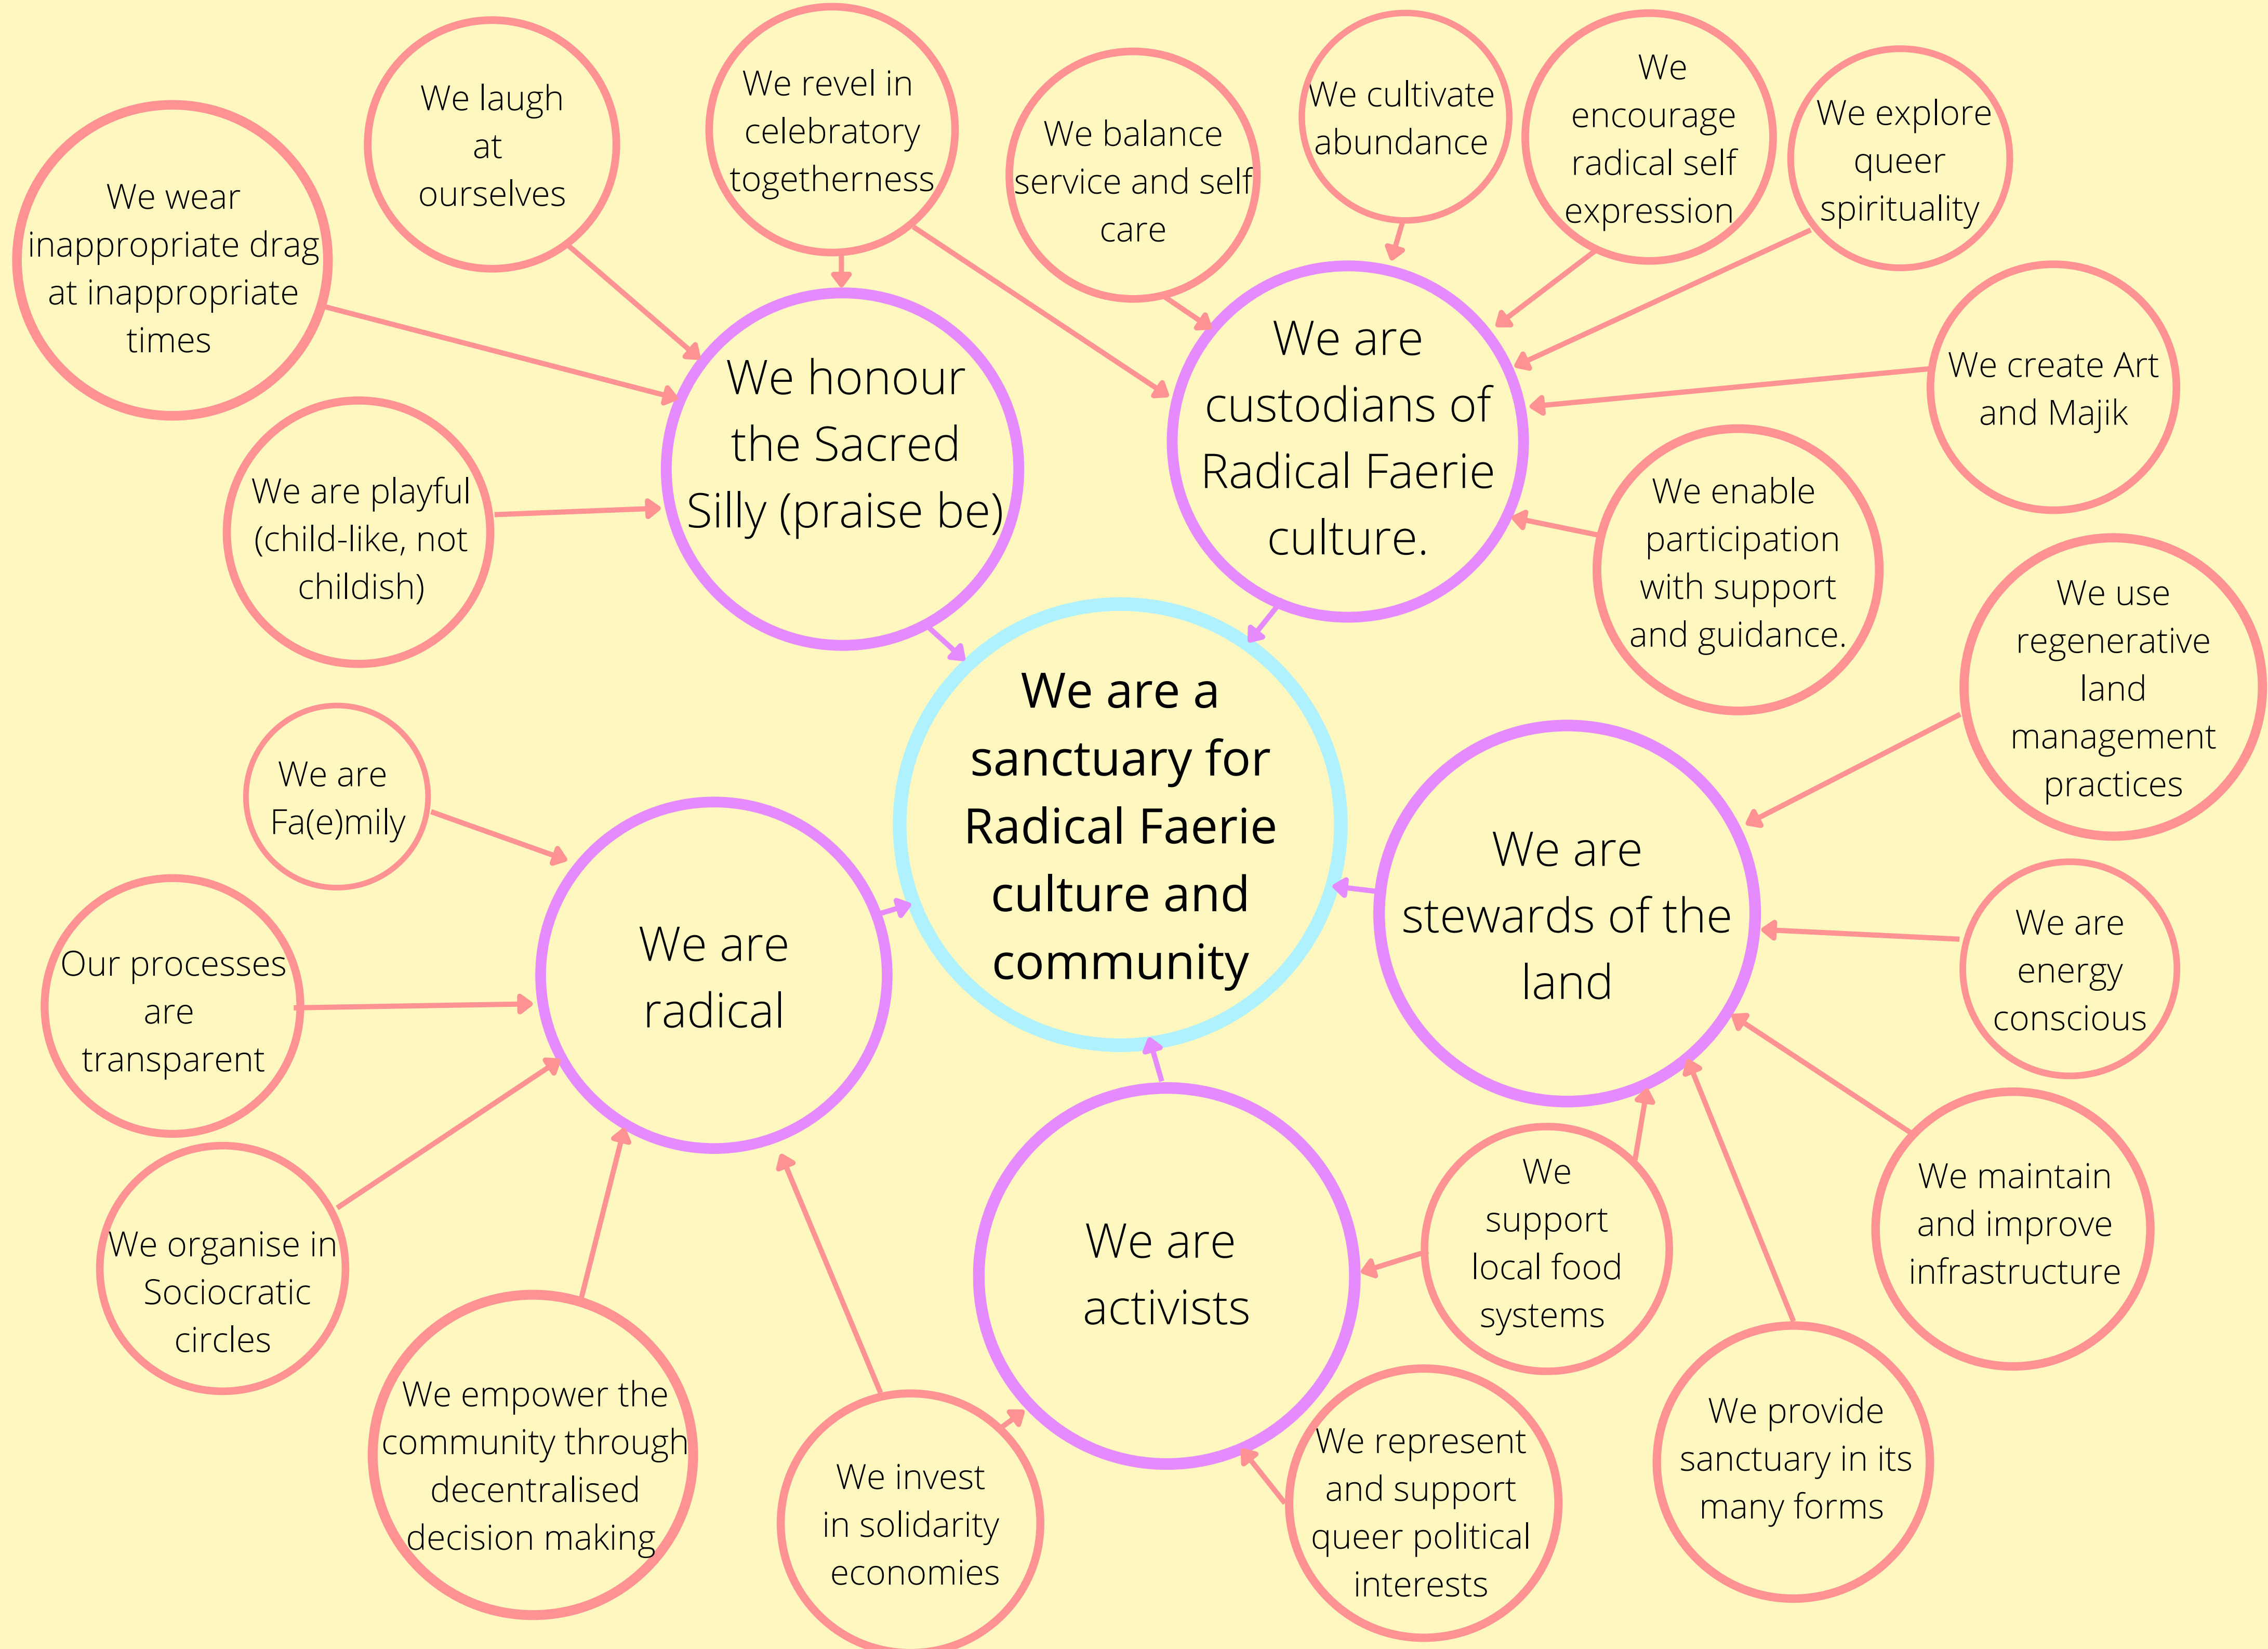 We wear
inappropriate drag
at inappropriate
times
We laugh
at
ourselves
We revel in
celebratory
togetherness
We balance
service and self
care
We cultivate
abundance
We
encourage
radical self
expression
We explore
queer
spirituality
We create Art
and Majik
We are playful
(child-like, not
childish)
We honour
the Sacred
Silly (praise be)
We are
custodians of
Radical Faerie
culture.
We enable
participation
with support
and guidance.
We use
regenerative
land
management
practices
We are
Fa(e)mily
We are a
sanctuary for
Radical Faerie
culture and
community
We are
stewards of the
land
We are
energy
conscious
Our processes
are
transparent
We are
radical
We organise in
Sociocratic
circles
We are
activists
We
support
local food
systems
We maintain
and improve
infrastructure
We empower the
community through
decentralised
decision making
We invest
in solidarity
economies
We represent
and support
queer political
interests
We provide
sanctuary in its
many forms